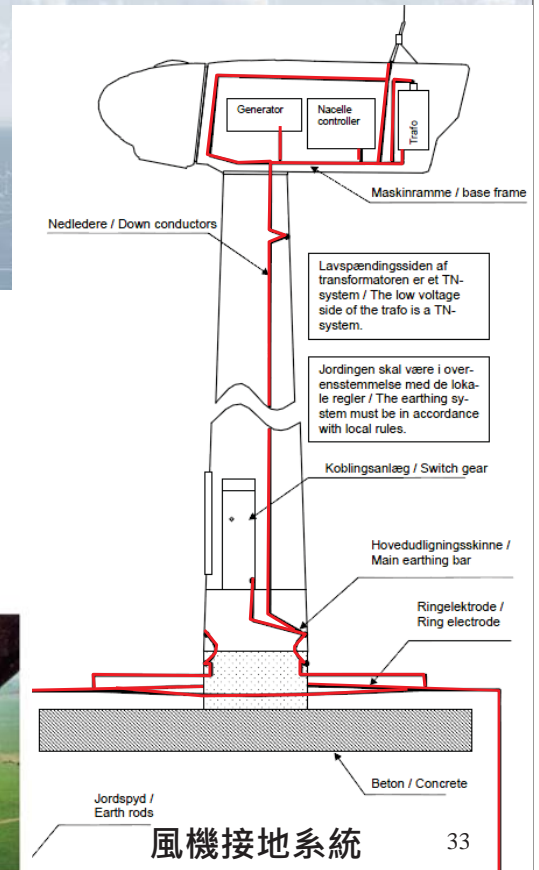 Generator
Nacelle
controller
Trafo
Maskinramme / base frame
Nedledere / Down conductors
Lavspændingssiden af
transformatoren er et TN-
system / The low voltage
side of the trafo is a TN-
system.
Jordingen skal være i over-
ensstemmelse med de loka-
le regler / The earthing sy-
stem must be in accordance
with local rules.
Koblingsanlæg / Switch gear
Hovedudligningsskinne /
Main earthing bar
Ringelektrode /
Ring electrode
Beton / Concrete
Jordspyd /
Earth rods
風機接地系統
33